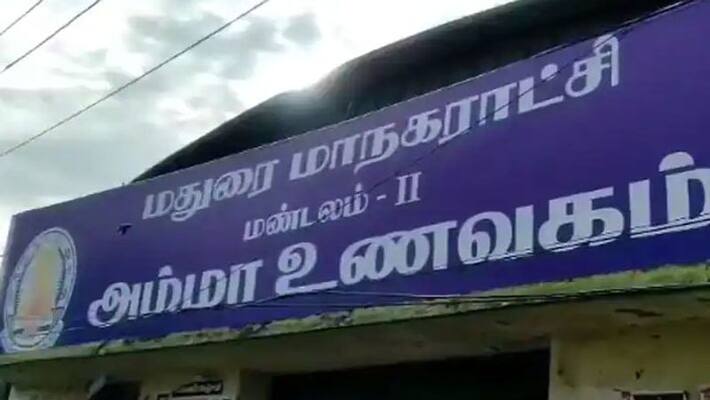 மதுரை மாநகராட்சி
மண்டலம் - II
அம்மா உணவகம்